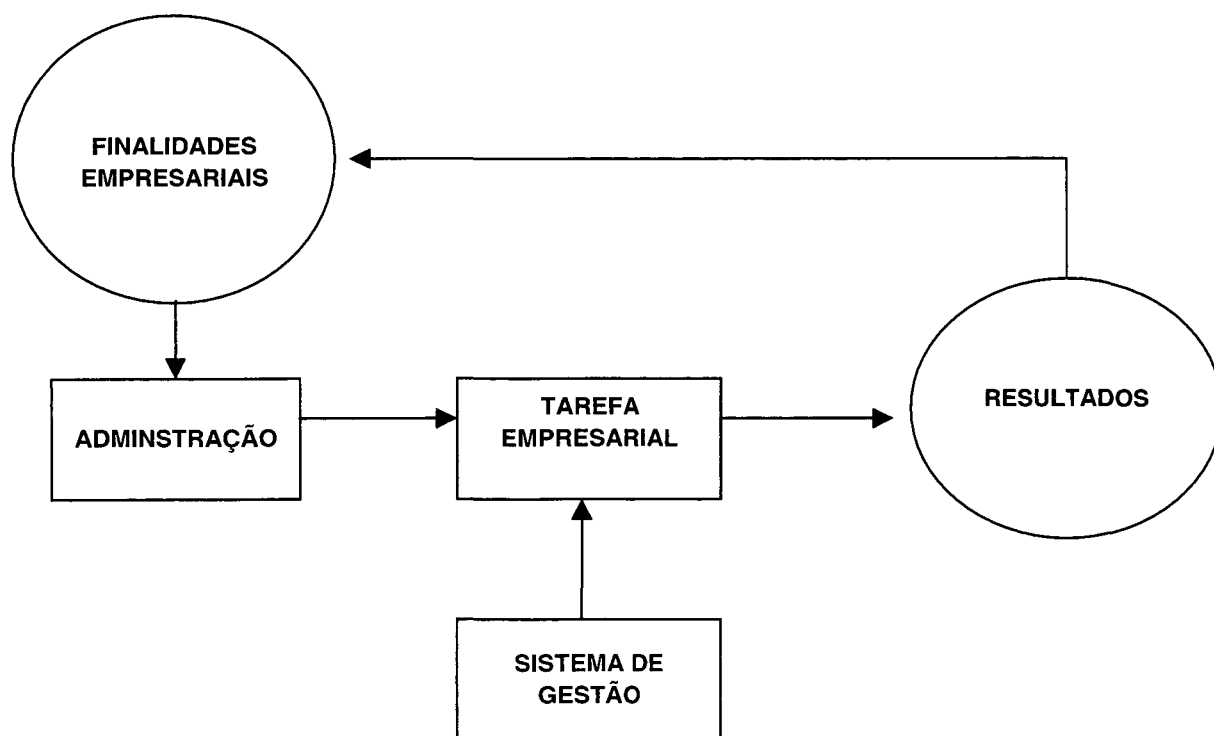 FINALIDADES
EMPRESARIAIS
ADMINSTRAÇÃO
TAREFA
EMPRESARIAL
RESULTADOS
SISTEMA DE
GESTÃO